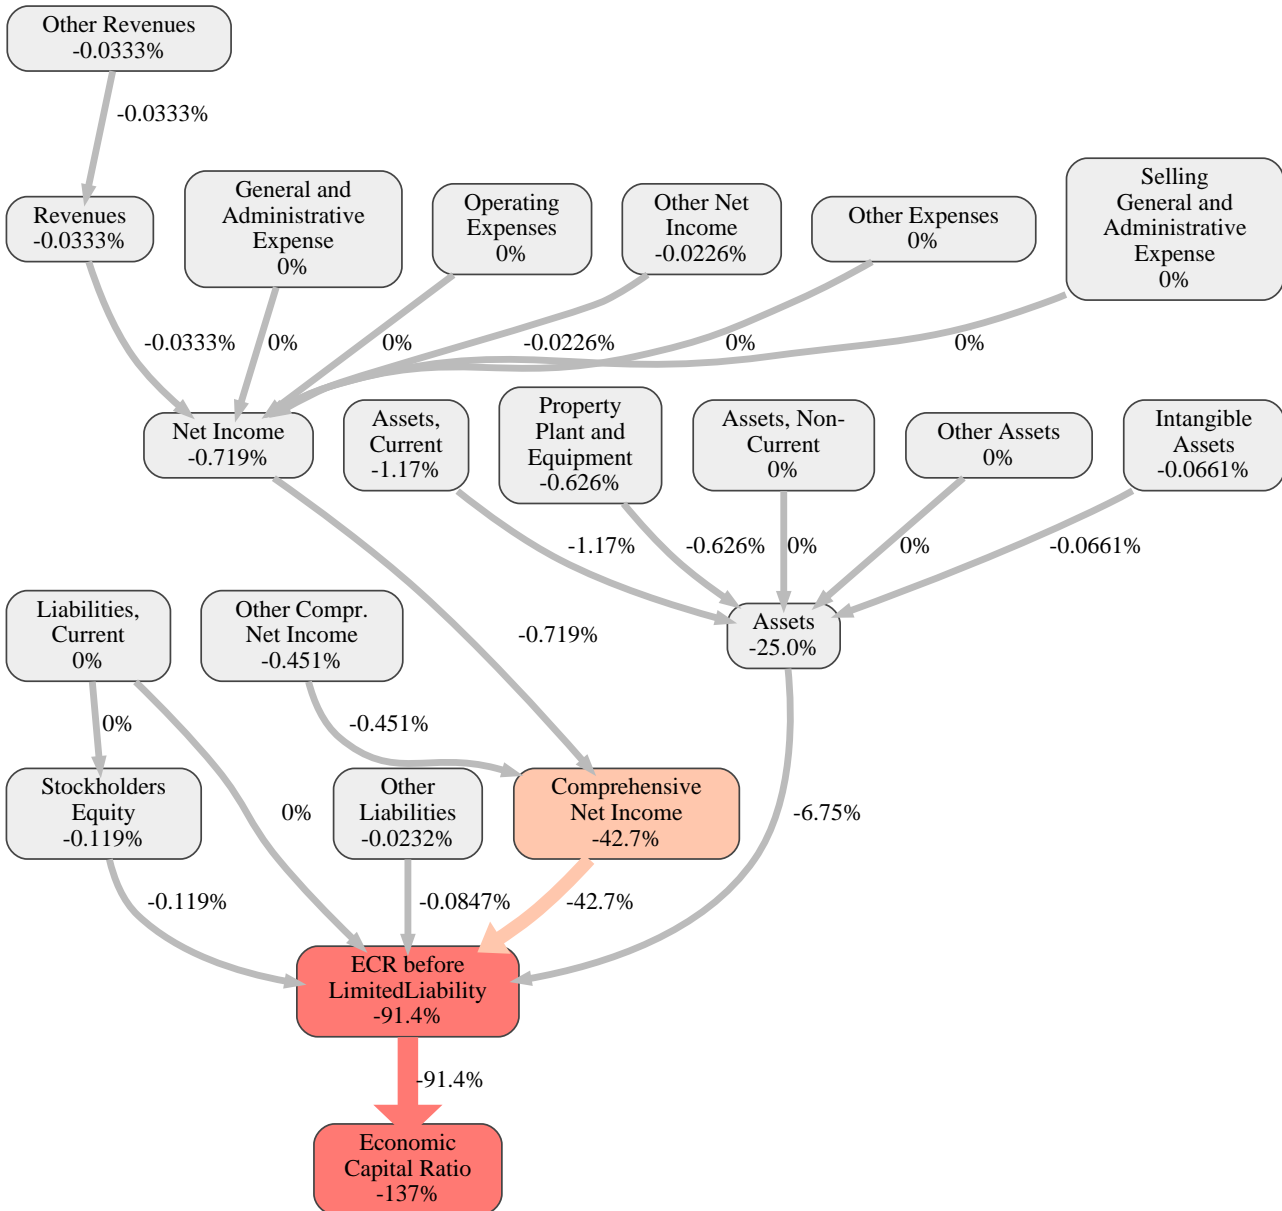 Other Revenues
-0.0333%
-0.0333%
Revenues
-0.0333%
General and
Administrative
Expense
0%
Operating
Expenses
0%
Other Net
Income
-0.0226%
Other Expenses
0%
Selling
General and
Administrative
Expense
0%
-0.0333%
0%
0%
-0.0226%
0%
0%
Net Income
-0.719%
Assets,
Current
-1.17%
Property
Plant and
Equipment
-0.626%
Assets, Non-
Current
0%
Other Assets
0%
Intangible
Assets
-0.0661%
-1.17%
-0.626%
0%
0%
-0.0661%
Liabilities,
Current
0%
Other Compr.
Net Income
-0.451%
-0.719%
Assets
-25.0%
0%
-0.451%
Stockholders
Equity
-0.119%
0%
Other
Liabilities
-0.0232%
Comprehensive
Net Income
-42.7%
-6.75%
-0.119%
-0.0847%
-42.7%
ECR before
LimitedLiability
-91.4%
-91.4%
Economic
Capital Ratio
-137%